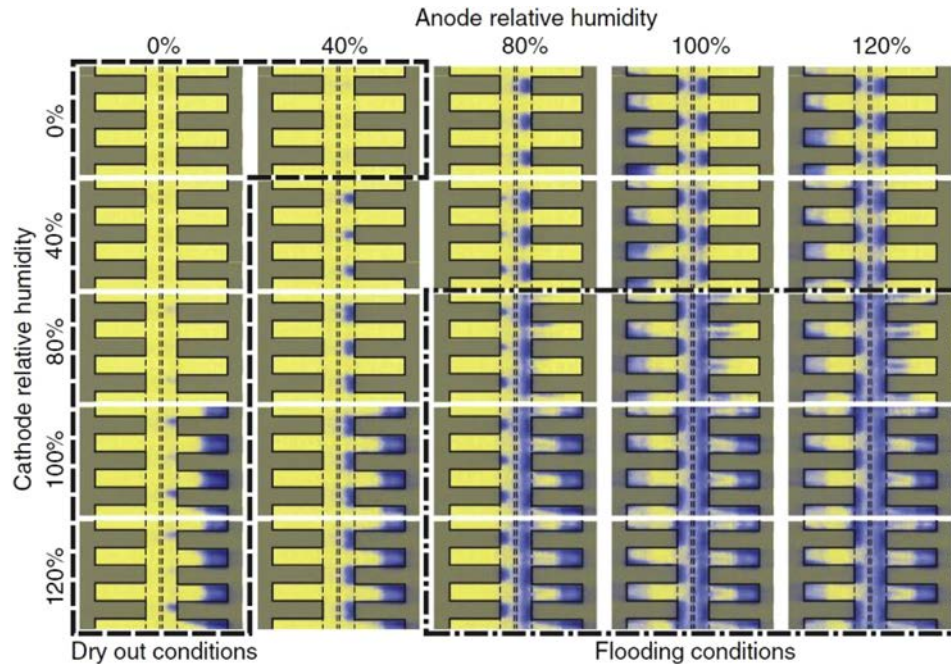 Anode relative humidity
0% 40% 80% 100% 120%
Cathode relative humidity
0%
40%
80%
100%
120%
Dry out conditions Flooding conditions